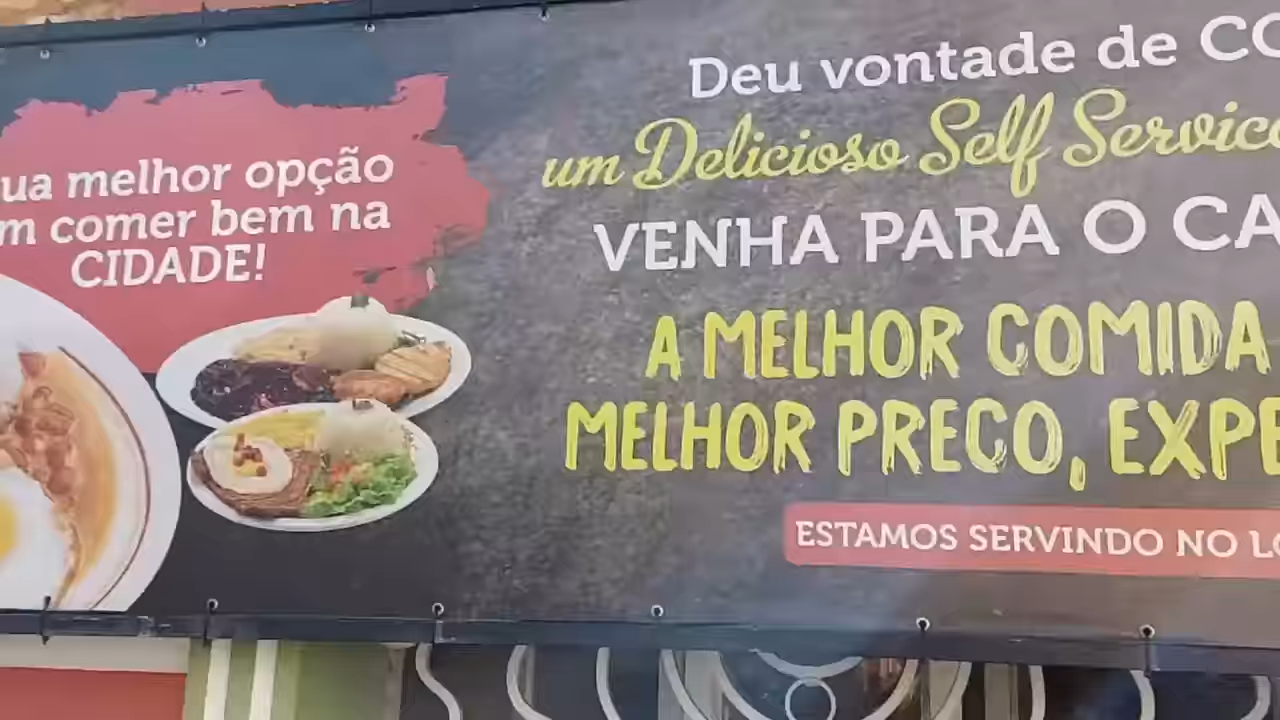 ua melhor opção
m comer bem na
CIDADE!
Deu vontade de CO
um Delicioso Self Service
VENHA PARA O CA
A MELHOR COMIDA
MELHOR PREÇO, EXPE
ESTAMOS SERVINDO NO LO